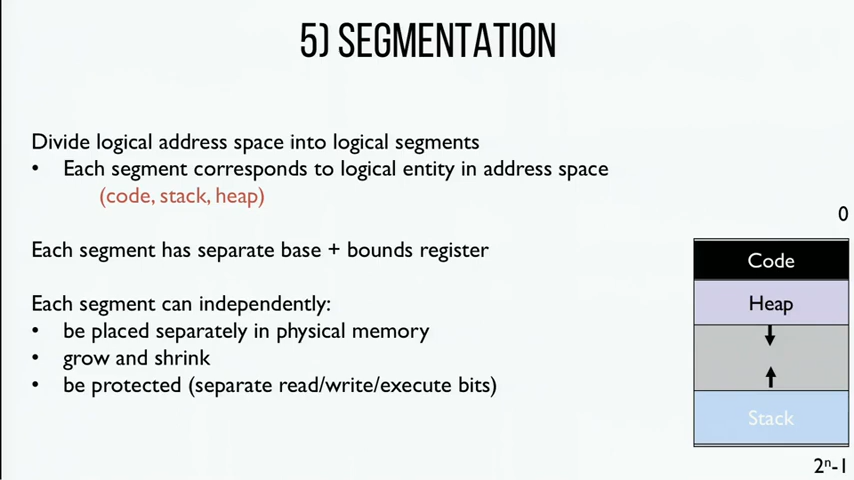 5) SEGMENTATION
Divide logical address space into logical segments
• Each segment corresponds to logical entity in address space
(code, stack, heap)
Each segment has separate base + bounds register
Each segment can independently:
• be placed separately in physical memory
• grow and shrink
• be protected (separate read/write/execute bits)
0
Code
Heap
Stack
2ⁿ-1